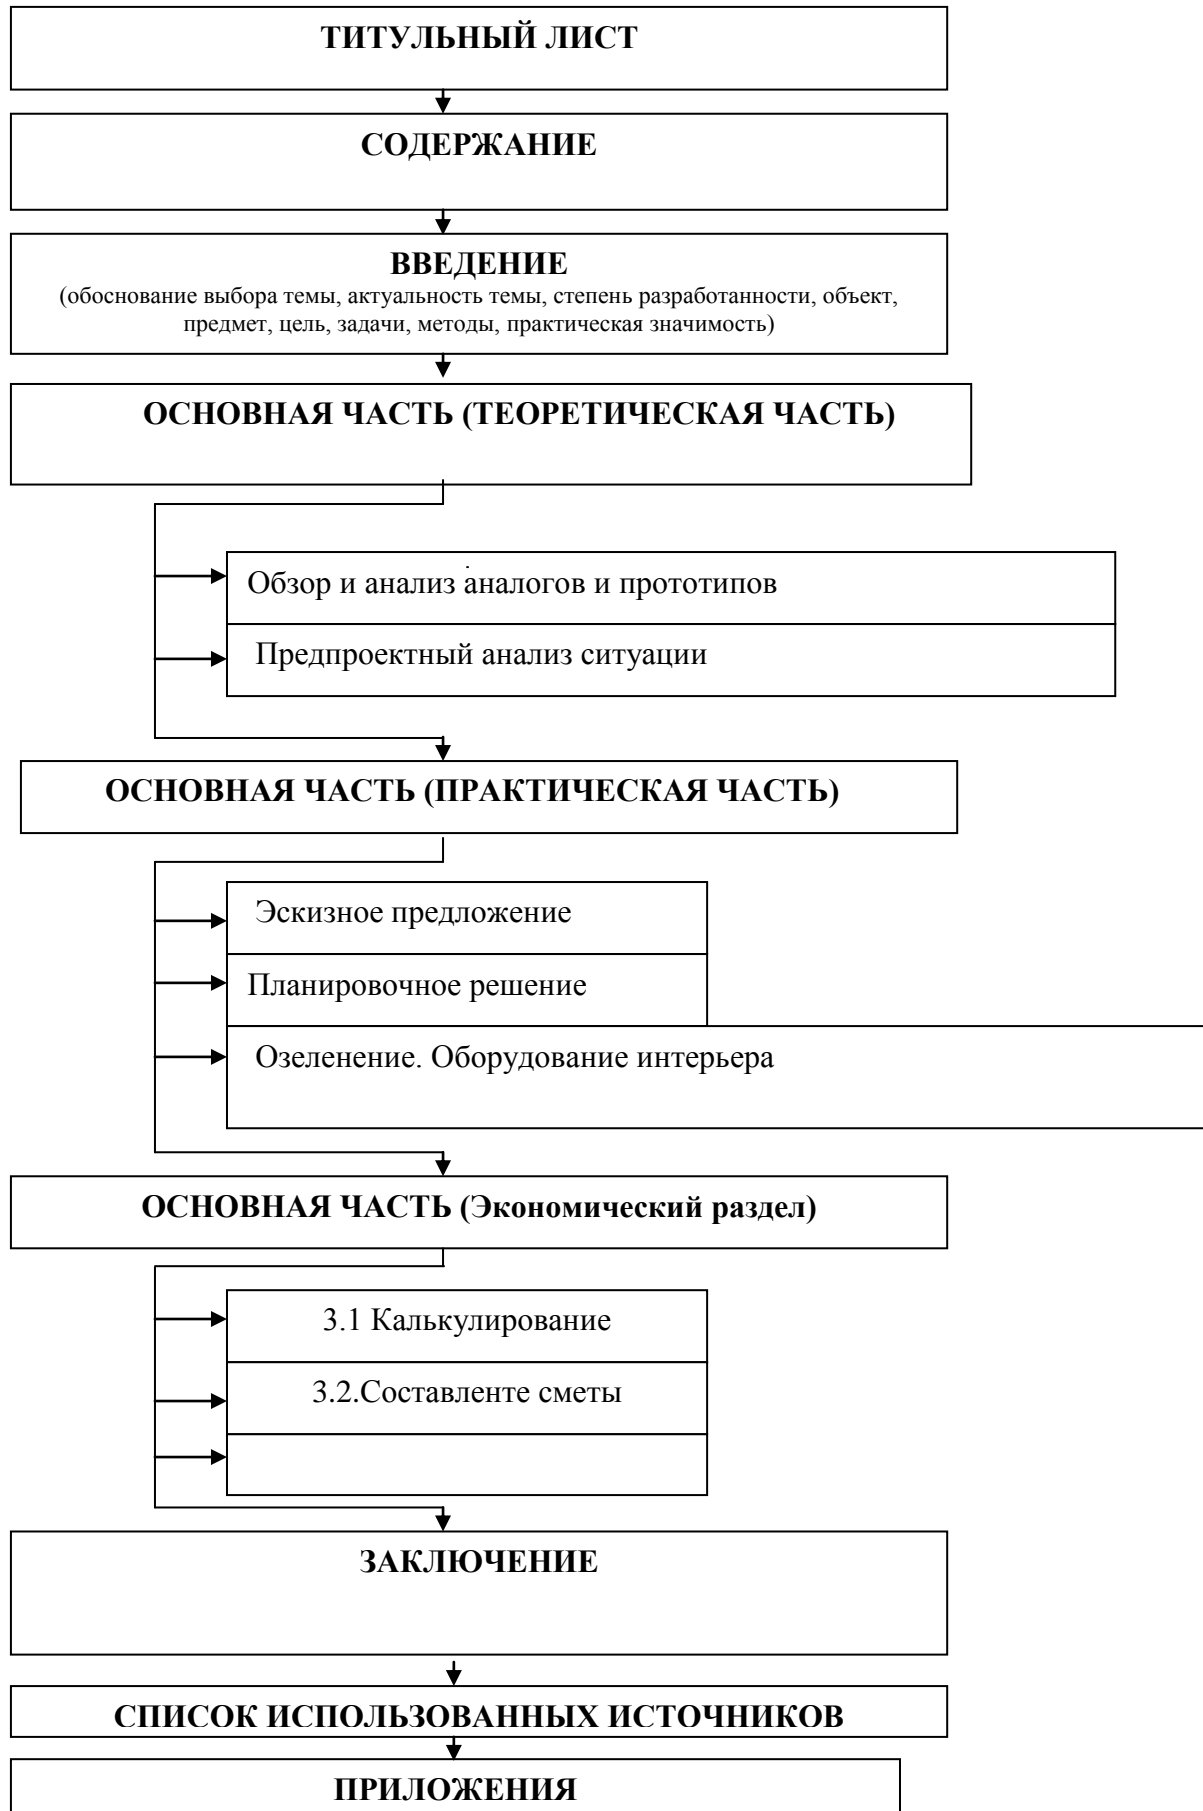 ТИТУЛЬНЫЙ ЛИСТ
СОДЕРЖАНИЕ
ВВЕДЕНИЕ
(обоснование выбора темы, актуальность темы, степень разработанности, объект,
предмет, цель, задачи, методы, практическая значимость)
ОСНОВНАЯ ЧАСТЬ (ТЕОРЕТИЧЕСКАЯ ЧАСТЬ)
Обзор и анализ аналогов и прототипов
Предпроектный анализ ситуации
ОСНОВНАЯ ЧАСТЬ (ПРАКТИЧЕСКАЯ ЧАСТЬ)
Эскизное предложение
Планировочное решение
Озеленение. Оборудование интерьера
ОСНОВНАЯ ЧАСТЬ (Экономический раздел)
3.1 Калькулирование
3.2.Составленте сметы
ЗАКЛЮЧЕНИЕ
СПИСОК ИСПОЛЬЗОВАННЫХ ИСТОЧНИКОВ
ПРИЛОЖЕНИЯ